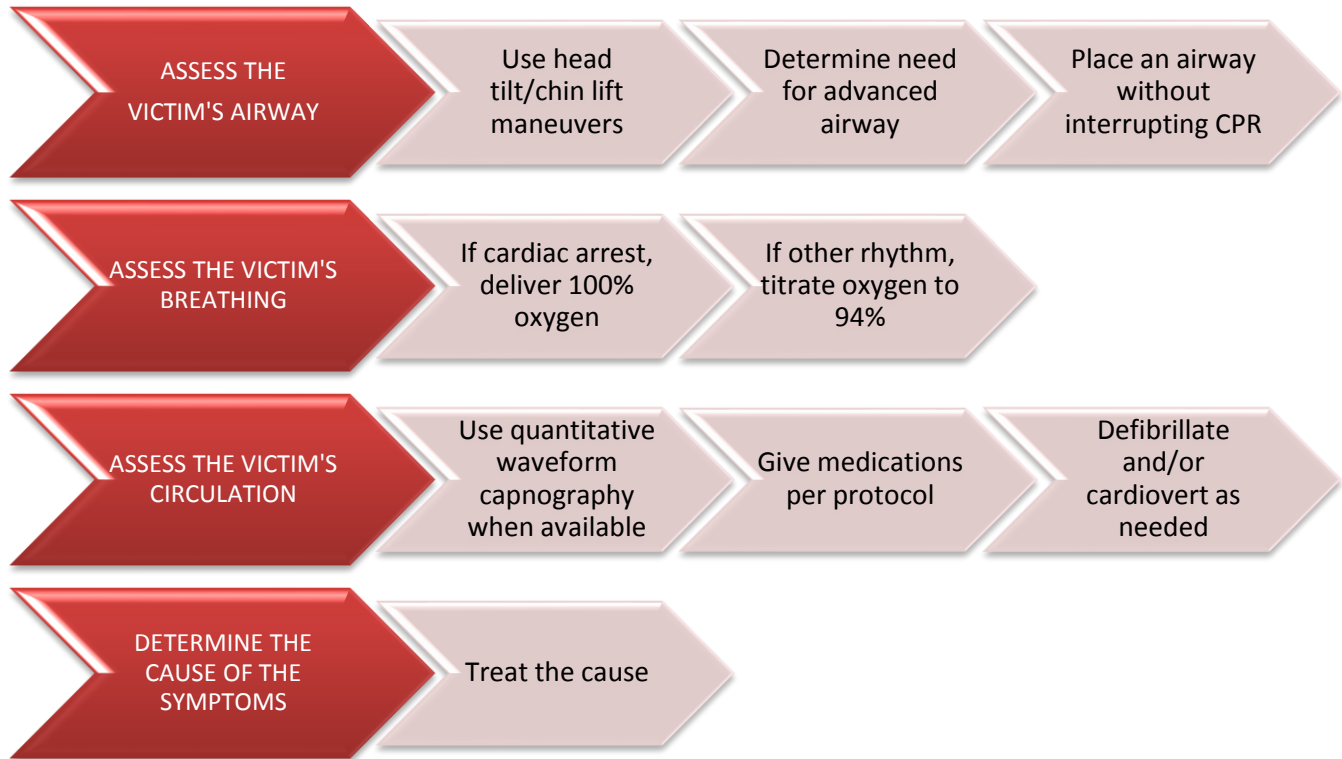 ASSESS THE
VICTIM'S AIRWAY
Use head
tilt/chin lift
maneuvers
Determine need
for advanced
airway
Place an airway
without
interrupting CPR
ASSESS THE VICTIM'S
BREATHING
If cardiac arrest,
deliver 100%
oxygen
If other rhythm,
titrate oxygen to
94%
ASSESS THE VICTIM'S
CIRCULATION
Use quantitative
waveform
capnography
when available
Give medications
per protocol
Defibrillate
and/or
cardiovert as
needed
DETERMINE THE
CAUSE OF THE
SYMPTOMS
Treat the cause